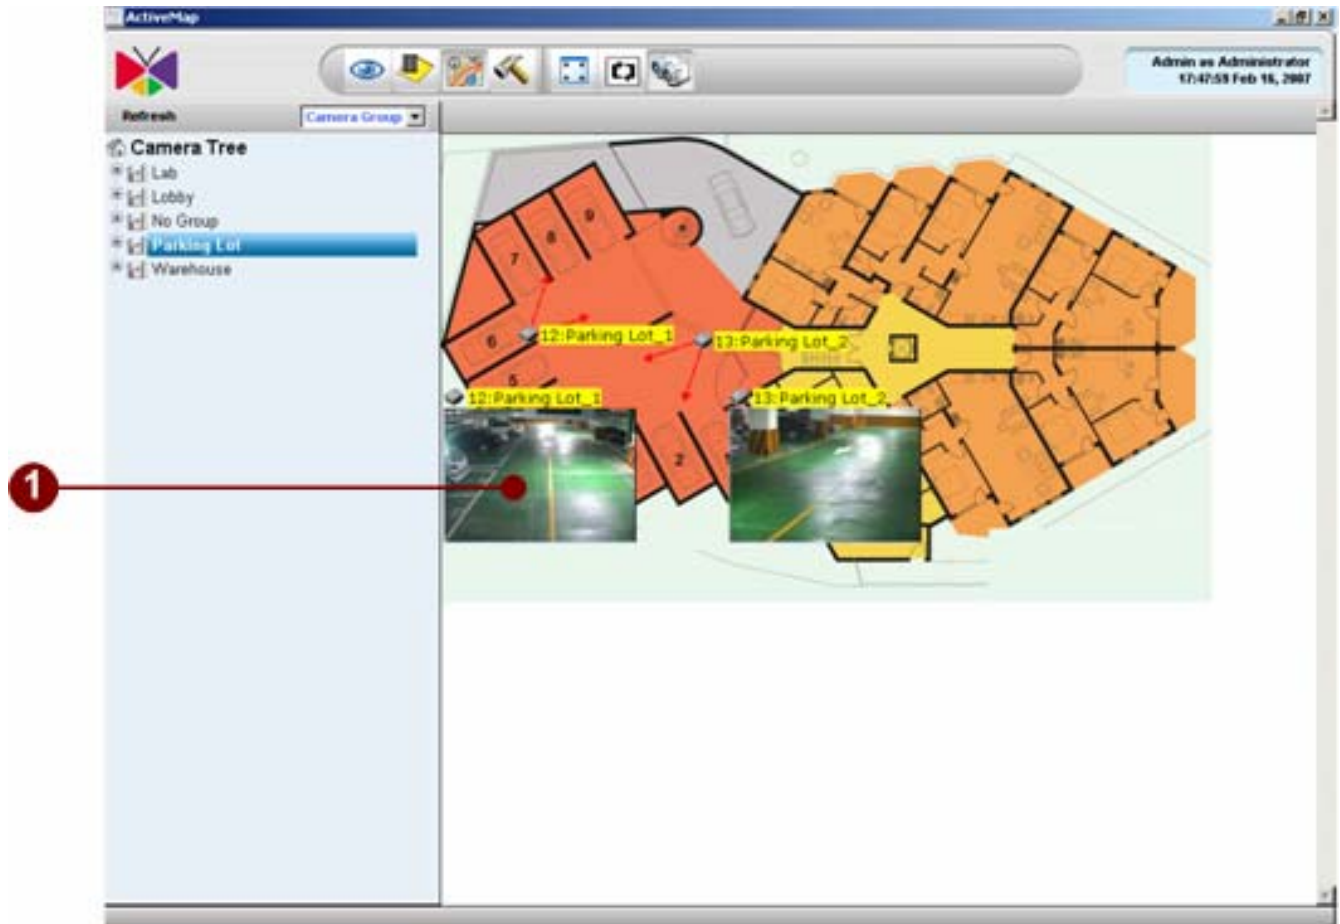 ActiveMap
Admin as Administrator
17:47:59 Feb 16, 2007
Refresh
Camera Group
Camera Tree
Lab
Lobby
No Group
Parking Lot
Warehouse
9
8
7
6
12:Parking Lot_1
13:Parking Lot_2
5
12:Parking Lot_1
13:Parking Lot_2
2
1